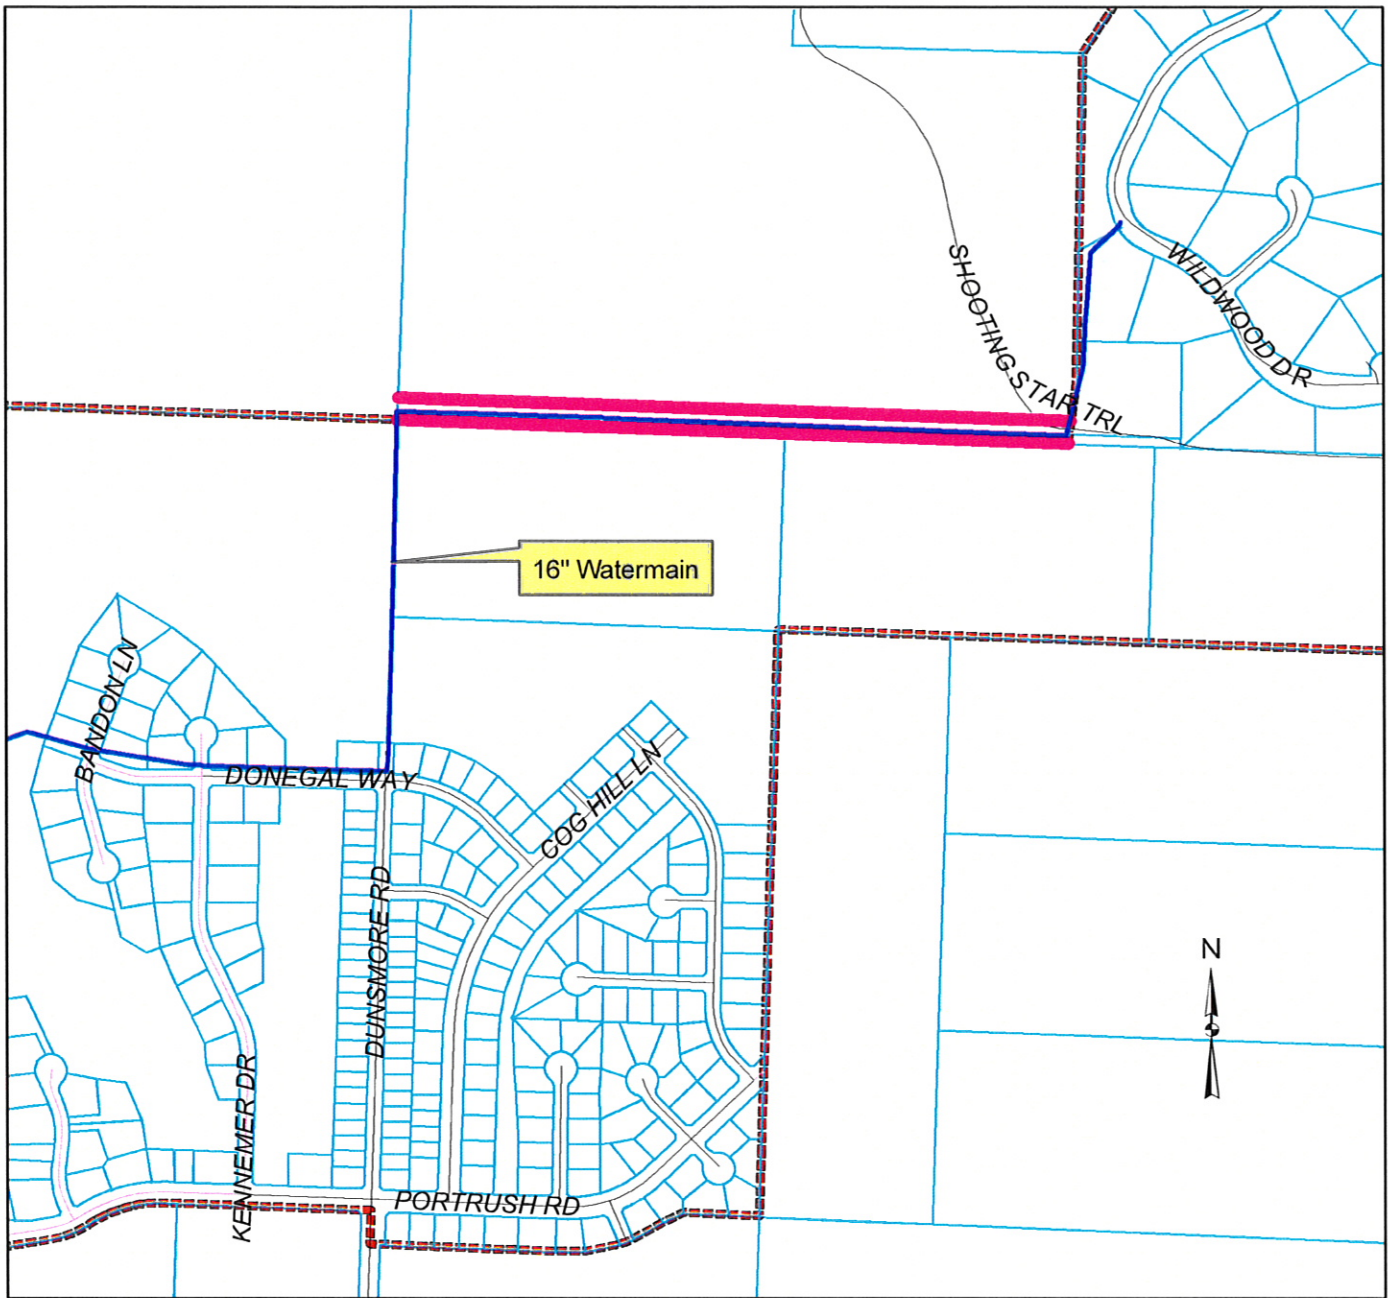 SHOOTING STAR TRL
WILDWOOD DR
16" Watermain
BANDON LN
DONEGAL WAY
COG HILL LN
DUNSMORE RD
N
KENNEMER DR
PORTRUSH RD